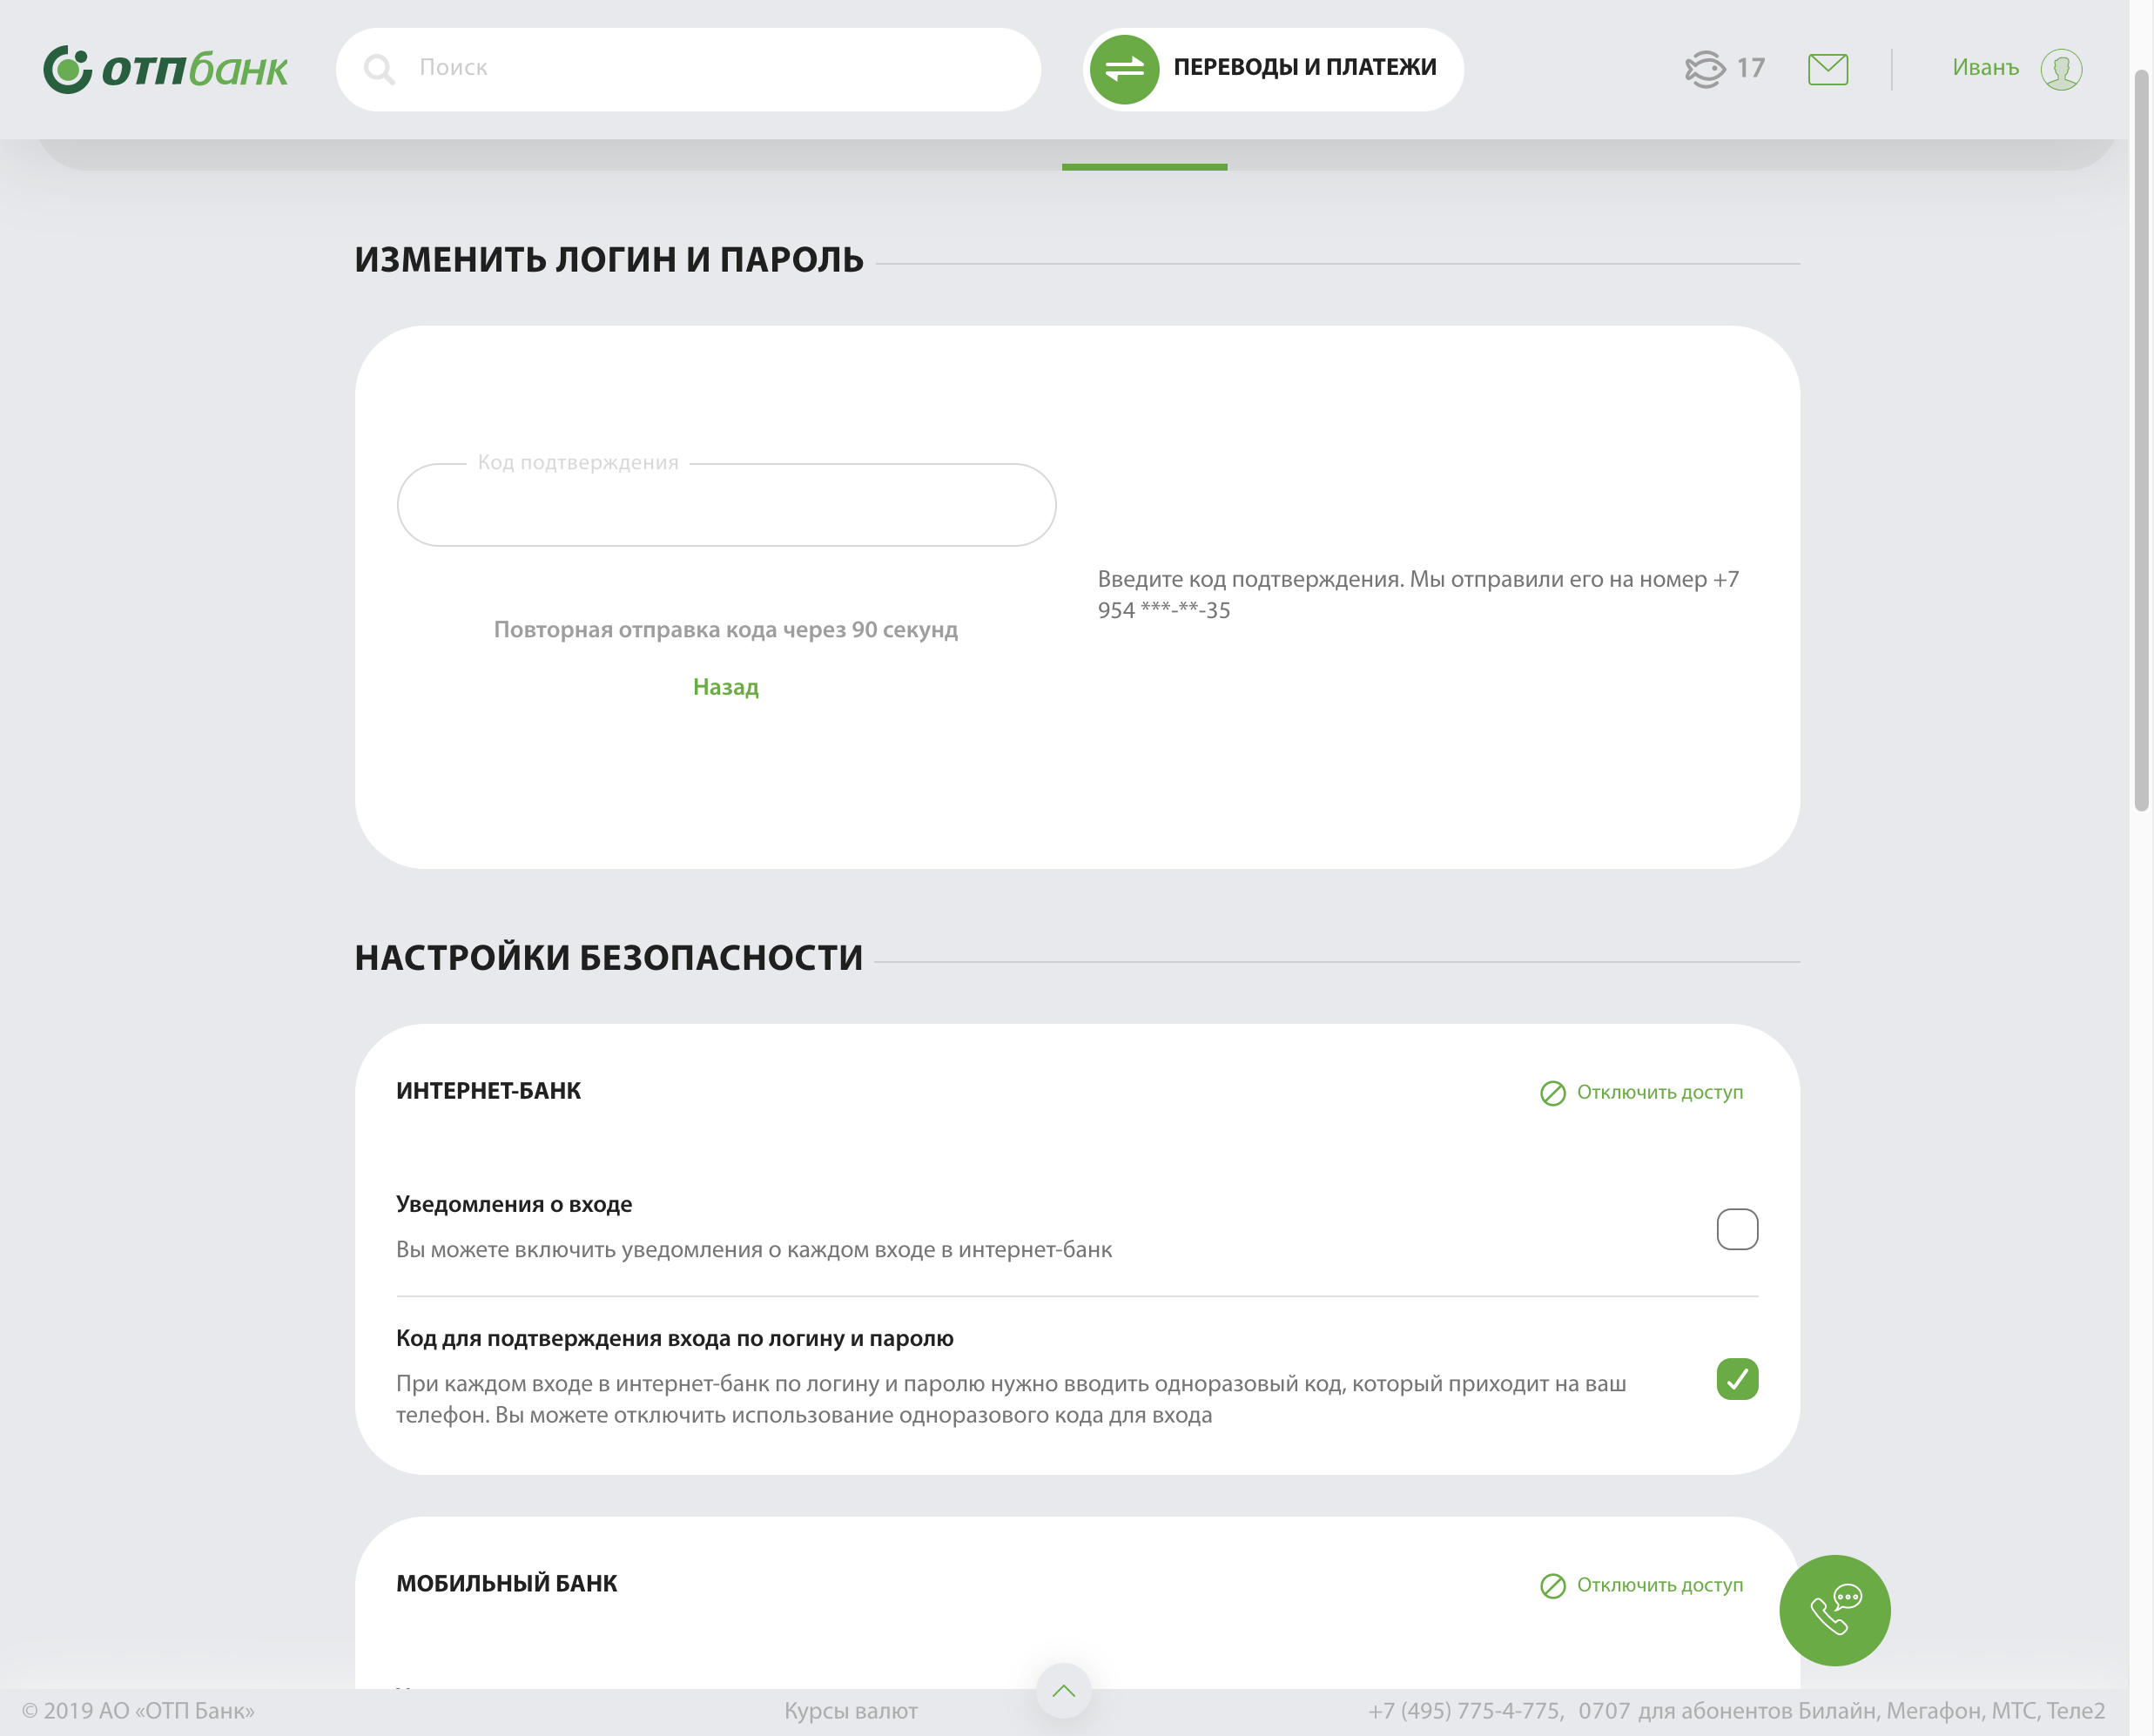 отпбанк
Поиск
ПЕРЕВОДЫ И ПЛАТЕЖИ
17
Иванъ
ИЗМЕНИТЬ ЛОГИН И ПАРОЛЬ
Код подтверждения
Введите код подтверждения. Мы отправили его на номер +7
954 ***-**-35
Повторная отправка кода через 90 секунд
Назад
НАСТРОЙКИ БЕЗОПАСНОСТИ
ИНТЕРНЕТ-БАНК
Отключить доступ
Уведомления о входе
Вы можете включить уведомления о каждом входе в интернет-банк
Код для подтверждения входа по логину и паролю
При каждом входе в интернет-банк по логину и паролю нужно вводить одноразовый код, который приходит на ваш
телефон. Вы можете отключить использование одноразового кода для входа
МОБИЛЬНЫЙ БАНК
Отключить доступ
© 2019 АО «ОТП Банк»
Курсы валют
+7 (495) 775-4-775, 0707 для абонентов Билайн, Мегафон, МТС, Теле2